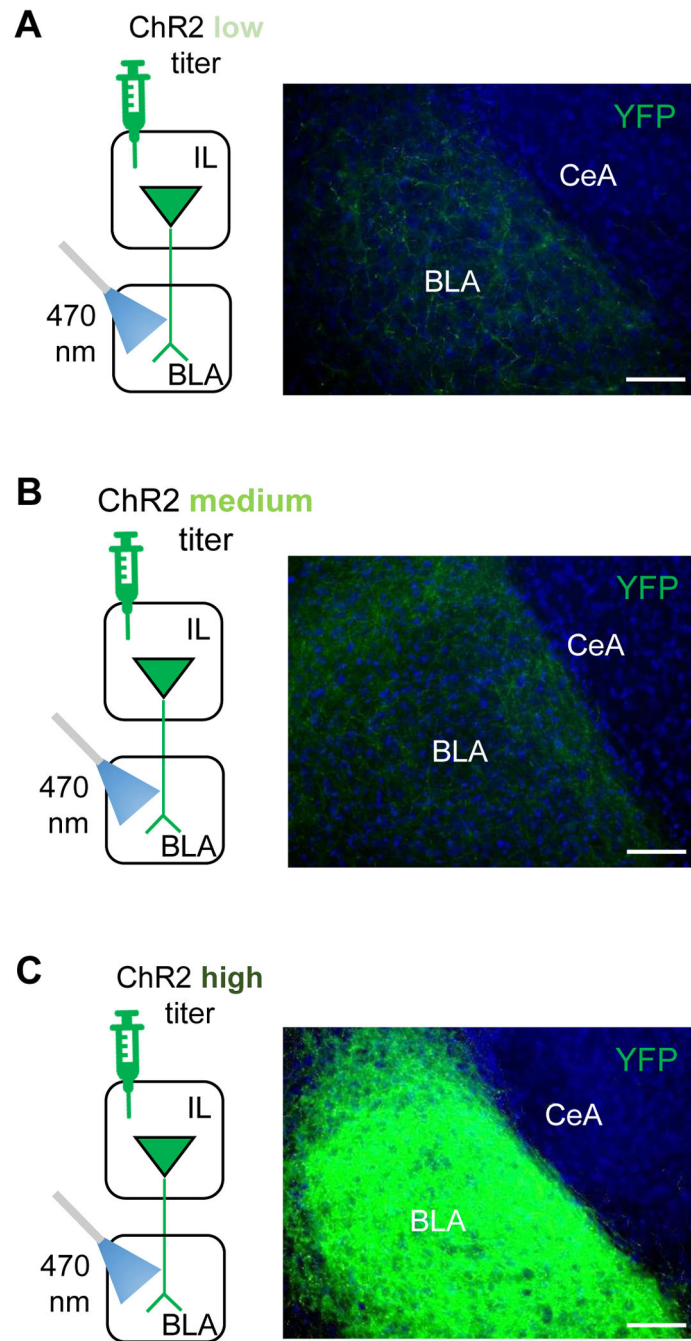 A
ChR2 low
titer
IL
470
nm
BLA
YFP
CeA
BLA
B
ChR2 medium
titer
IL
470
nm
BLA
YFP
CeA
BLA
C
ChR2 high
titer
IL
470
nm
BLA
YFP
CeA
BLA